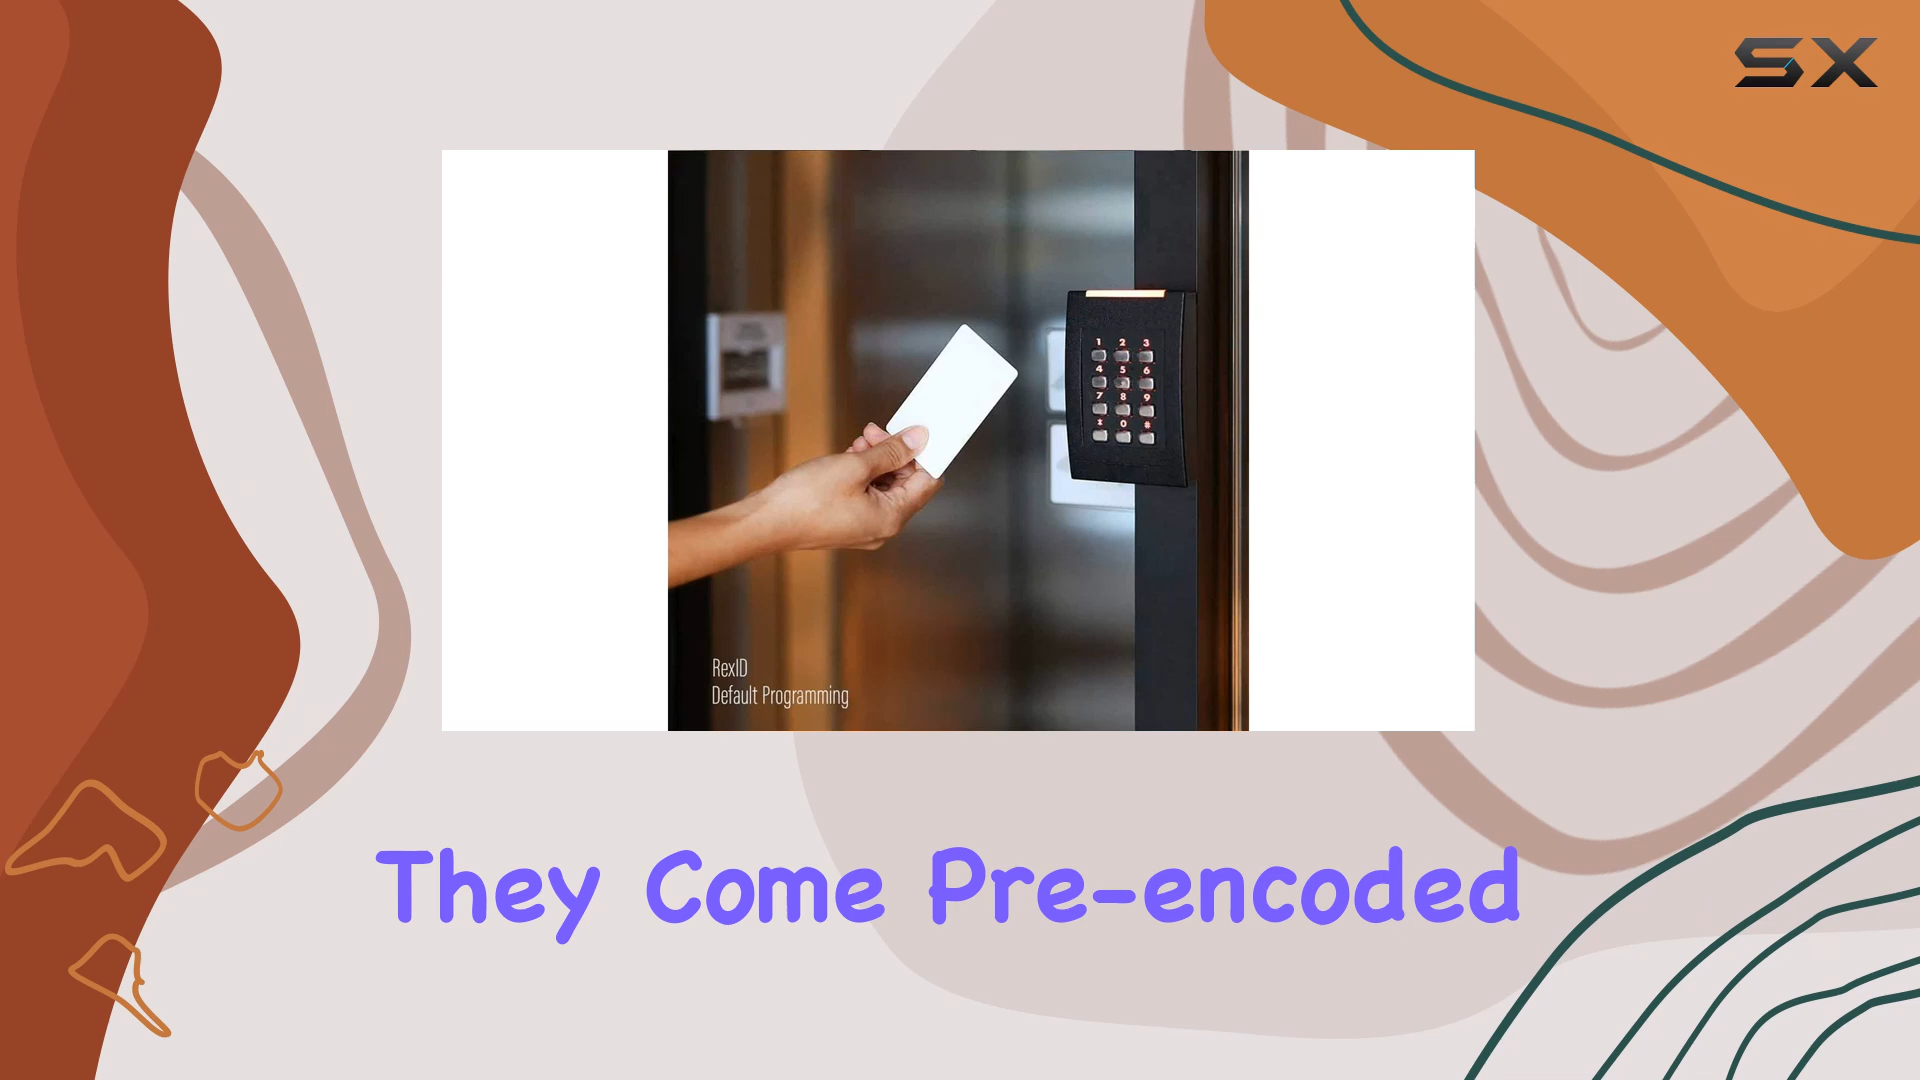 SX
1 2 3
4 5 6
7 8 9
* 0 #
RexID
Default Programming
They Come Pre-encoded